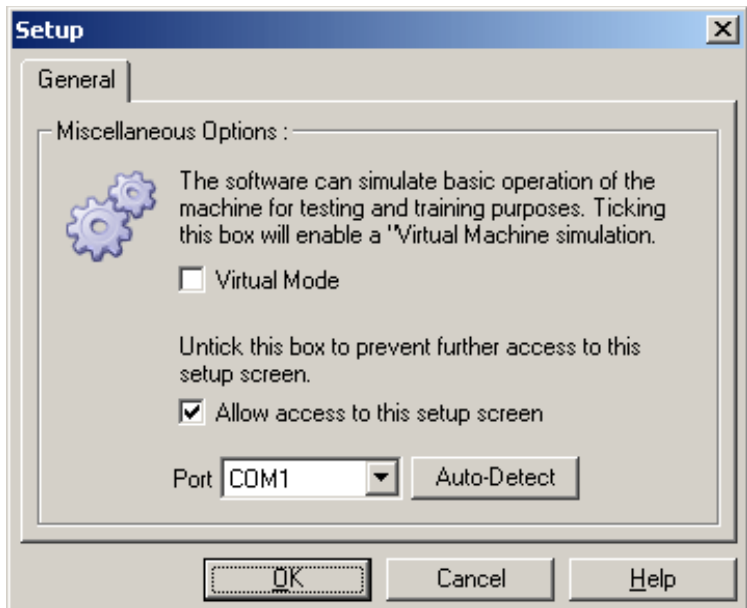 Setup
General
Miscellaneous Options :
The software can simulate basic operation of the
machine for testing and training purposes. Ticking
this box will enable a "Virtual Machine simulation.
Virtual Mode
Untick this box to prevent further access to this
setup screen.
Allow access to this setup screen
Port COM1 Auto-Detect
OK Cancel Help